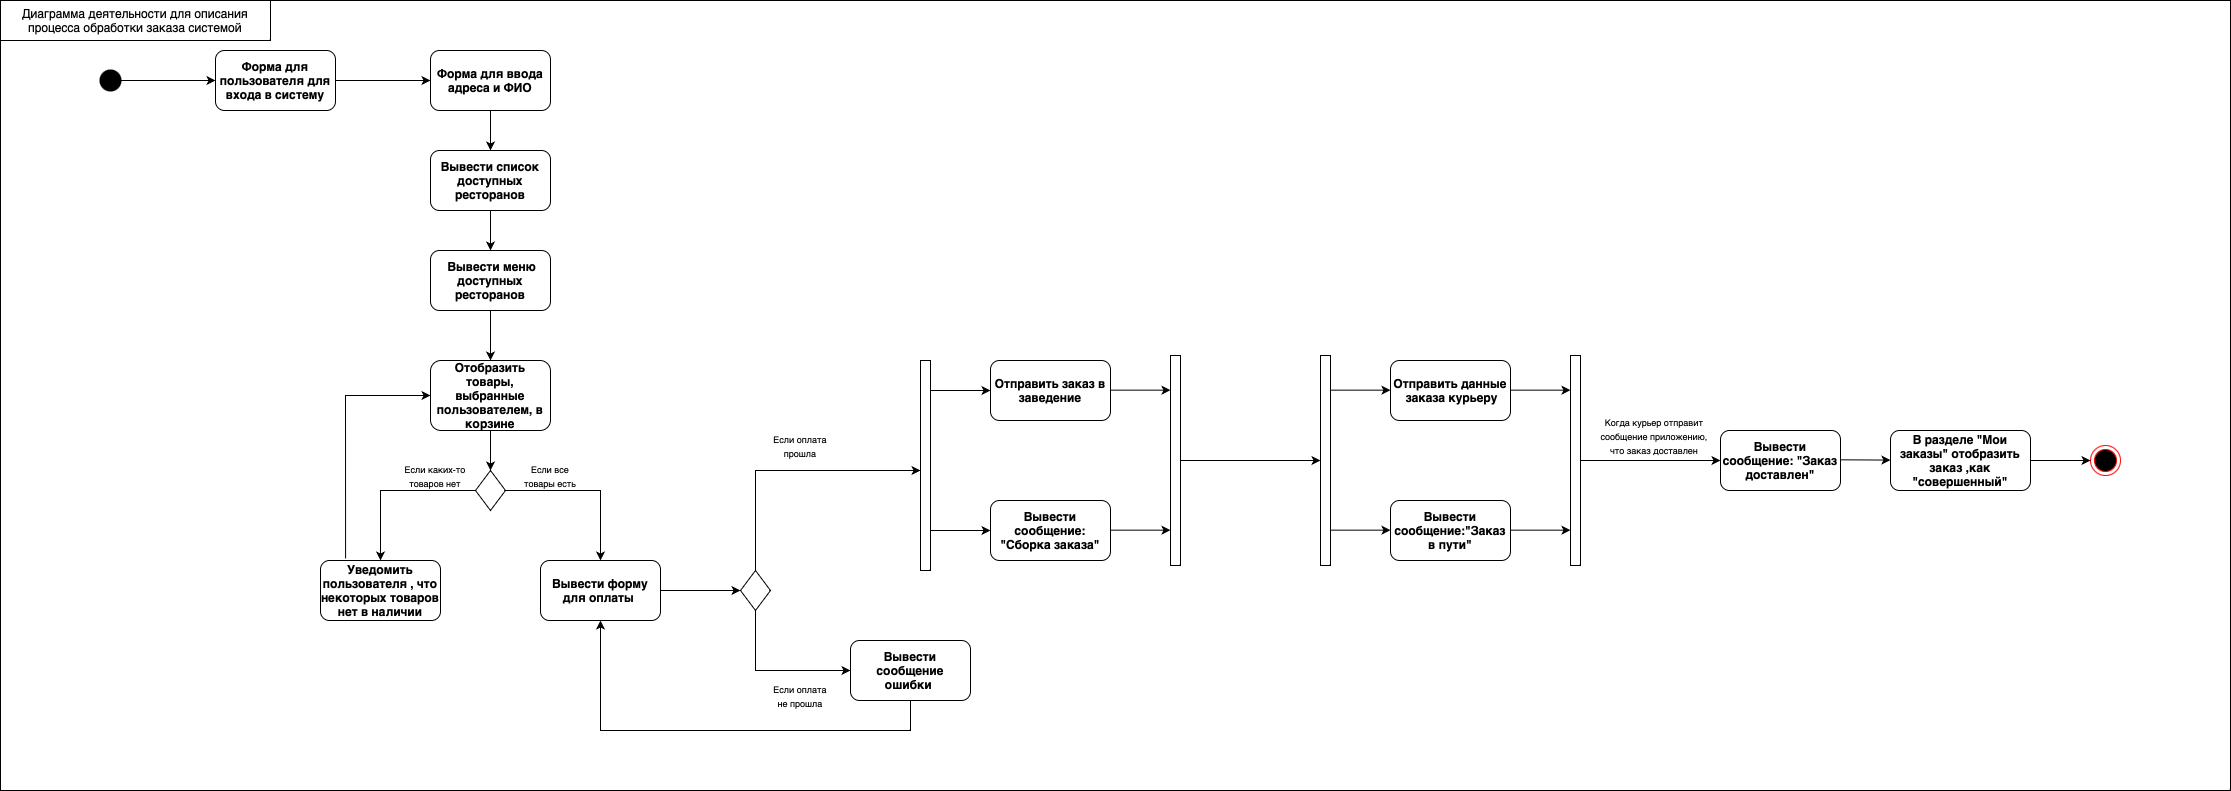 Диаграмма деятельности для описания
процесса обработки заказа системой
Форма для
пользователя для
входа в систему
Форма для ввода
адреса и ФИО
Вывести список
доступных
ресторанов
Вывести меню
доступных
ресторанов
Отобразить
товары,
выбранные
пользователем, в
корзине
Если каких-то
товаров нет
Если все
товары есть
Уведомить
пользователя , что
некоторых товаров
нет в наличии
Вывести форму
для оплаты
Если оплата
прошла
Если оплата
не прошла
Вывести
сообщение
ошибки
Отправить заказ в
заведение
Вывести
сообщение:
"Сборка заказа"
Отправить данные
заказа курьеру
Вывести
сообщение:"Заказ
в пути"
Когда курьер отправит
сообщение приложению,
что заказ доставлен
Вывести
сообщение: "Заказ
доставлен"
В разделе "Мои
заказы" отобразить
заказ ,как
"совершенный"